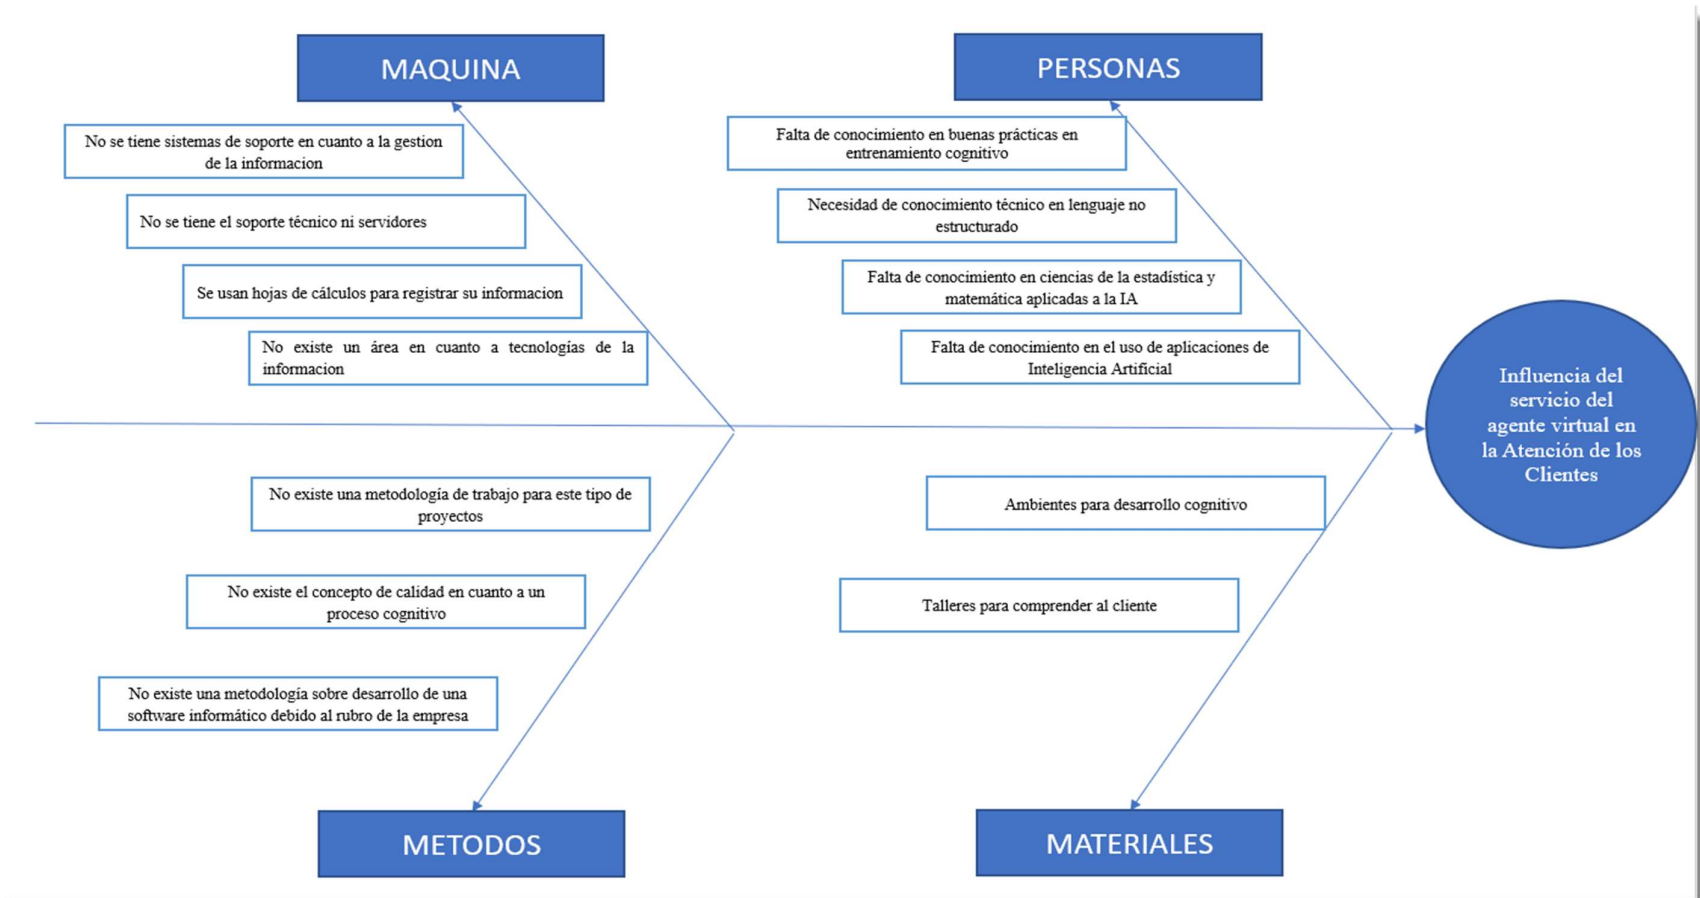 MAQUINA
No se tiene sistemas de soporte en cuanto a la gestion
de la informacion
No se tiene el soporte técnico ni servidores
Se usan hojas de cálculos para registrar su informacion
No existe un área en cuanto a tecnologías de la
informacion
PERSONAS
Falta de conocimiento en buenas prácticas en
entrenamiento cognitivo
Necesidad de conocimiento técnico en lenguaje no
estructurado
Falta de conocimiento en ciencias de la estadística y
matemática aplicadas a la IA
Falta de conocimiento en el uso de aplicaciones de
Inteligencia Artificial
Influencia del
servicio del
agente virtual en
la Atención de los
Clientes
No existe una metodología de trabajo para este tipo de
proyectos
No existe el concepto de calidad en cuanto a un
proceso cognitivo
No existe una metodología sobre desarrollo de una
software informático debido al rubro de la empresa
METODOS
Ambientes para desarrollo cognitivo
Talleres para comprender al cliente
MATERIALES